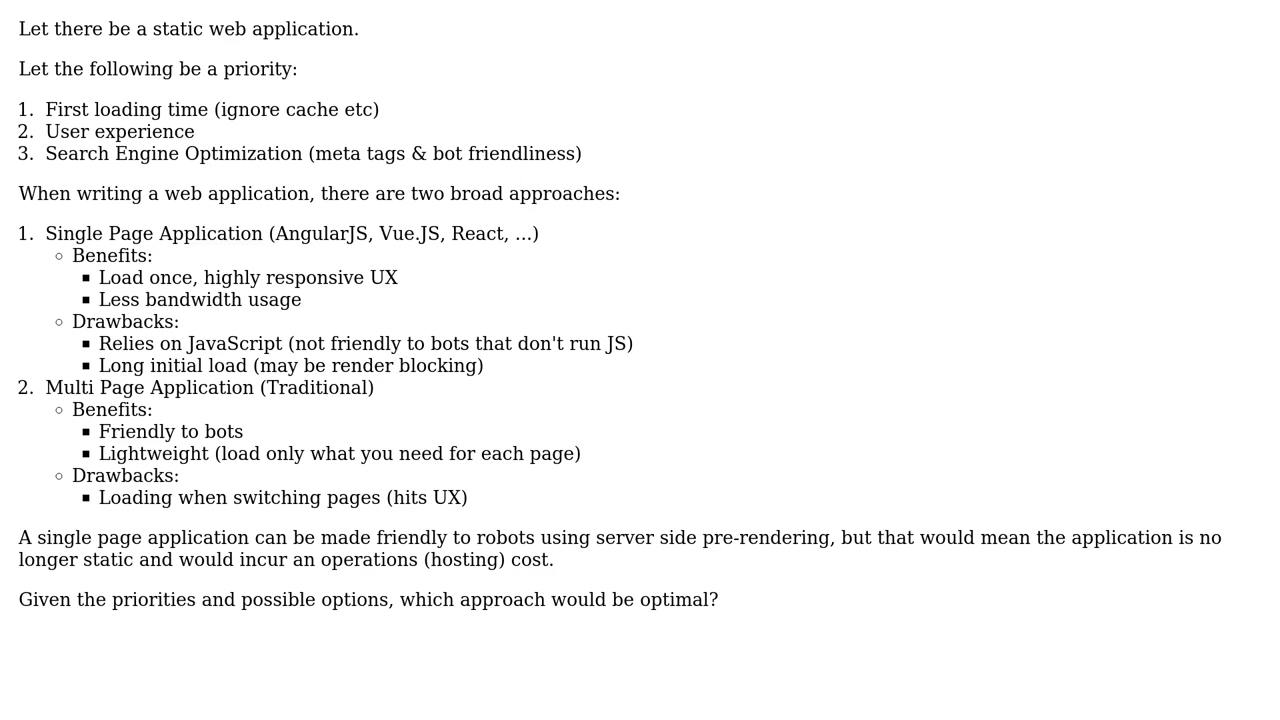 Let there be a static web application.
Let the following be a priority:
1. First loading time (ignore cache etc)
2. User experience
3. Search Engine Optimization (meta tags & bot friendliness)
When writing a web application, there are two broad approaches:
1. Single Page Application (AngularJS, Vue.JS, React, ...)
◦ Benefits:
▪ Load once, highly responsive UX
▪ Less bandwidth usage
◦ Drawbacks:
▪ Relies on JavaScript (not friendly to bots that don't run JS)
▪ Long initial load (may be render blocking)
2. Multi Page Application (Traditional)
◦ Benefits:
▪ Friendly to bots
▪ Lightweight (load only what you need for each page)
◦ Drawbacks:
▪ Loading when switching pages (hits UX)
A single page application can be made friendly to robots using server side pre-rendering, but that would mean the application is no
longer static and would incur an operations (hosting) cost.
Given the priorities and possible options, which approach would be optimal?